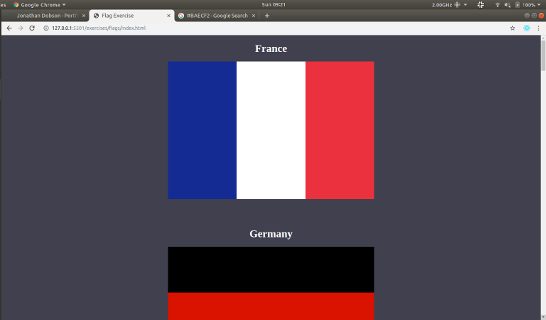 Google Chrome
Sun 09:21
2.00GHz
100%
Jonathan Dobson - Portf
Flag Exercise
#BAECF2 - Google Search
127.0.0.1:5501/exercises/flags/index.html
France
Germany